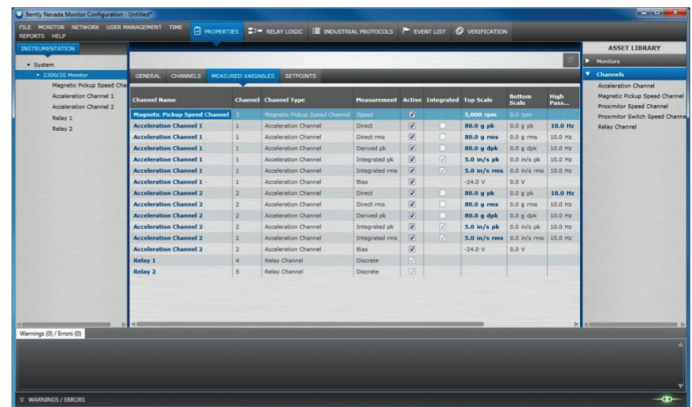 Bently Nevada Monitor Configuration - Untitled*
FILE MONITOR NETWORK USER MANAGEMENT TIME
REPORTS HELP
PROPERTIES
RELAY LOGIC
INDUSTRIAL PROTOCOLS
EVENT LIST
VERIFICATION
INSTRUMENTATION
System
2300/20 Monitor
Magnetic Pickup Speed Cha
Acceleration Channel 1
Acceleration Channel 2
Relay 1
Relay 2
GENERAL CHANNELS MEASURED VARIABLES SETPOINTS
Channel Name Channel Channel Type Measurement Active Integrated Top Scale Bottom Scale High Pass...
Magnetic Pickup Speed Channel 3 Magnetic Pickup Speed Channel Speed - 5,000 rpm 0.0 rpm -
Acceleration Channel 1 1 Acceleration Channel Direct 80.0 g pk 0.0 g pk 10.0 Hz
Acceleration Channel 1 1 Acceleration Channel Direct rms 80.0 g rms 0.0 g rms 10.0 Hz
Acceleration Channel 1 1 Acceleration Channel Derived pk 80.0 g dpk 0.0 g dpk 10.0 Hz
Acceleration Channel 1 1 Acceleration Channel Integrated pk 5.0 in/s pk 0.0 in/s pk 10.0 Hz
Acceleration Channel 1 1 Acceleration Channel Integrated rms 5.0 in/s rms 0.0 in/s rms 10.0 Hz
Acceleration Channel 1 1 Acceleration Channel Bias -24.0 V 0.0 V
Acceleration Channel 2 2 Acceleration Channel Direct 80.0 g pk 0.0 g pk 10.0 Hz
Acceleration Channel 2 2 Acceleration Channel Direct rms 80.0 g rms 0.0 g rms 10.0 Hz
Acceleration Channel 2 2 Acceleration Channel Derived pk 80.0 g dpk 0.0 g dpk 10.0 Hz
Acceleration Channel 2 2 Acceleration Channel Integrated pk 5.0 in/s pk 0.0 in/s pk 10.0 Hz
Acceleration Channel 2 2 Acceleration Channel Integrated rms 5.0 in/s rms 0.0 in/s rms 10.0 Hz
Acceleration Channel 2 2 Acceleration Channel Bias -24.0 V 0.0 V
Relay 1 4 Relay Channel Discrete
Relay 2 5 Relay Channel Discrete
ASSET LIBRARY
Monitors
Channels
Acceleration Channel
Magnetic Pickup Speed Channel
Proximitor Speed Channel
Proximitor Switch Speed Channe
Relay Channel
Warnings (0) / Errors (0)
WARNINGS / ERRORS